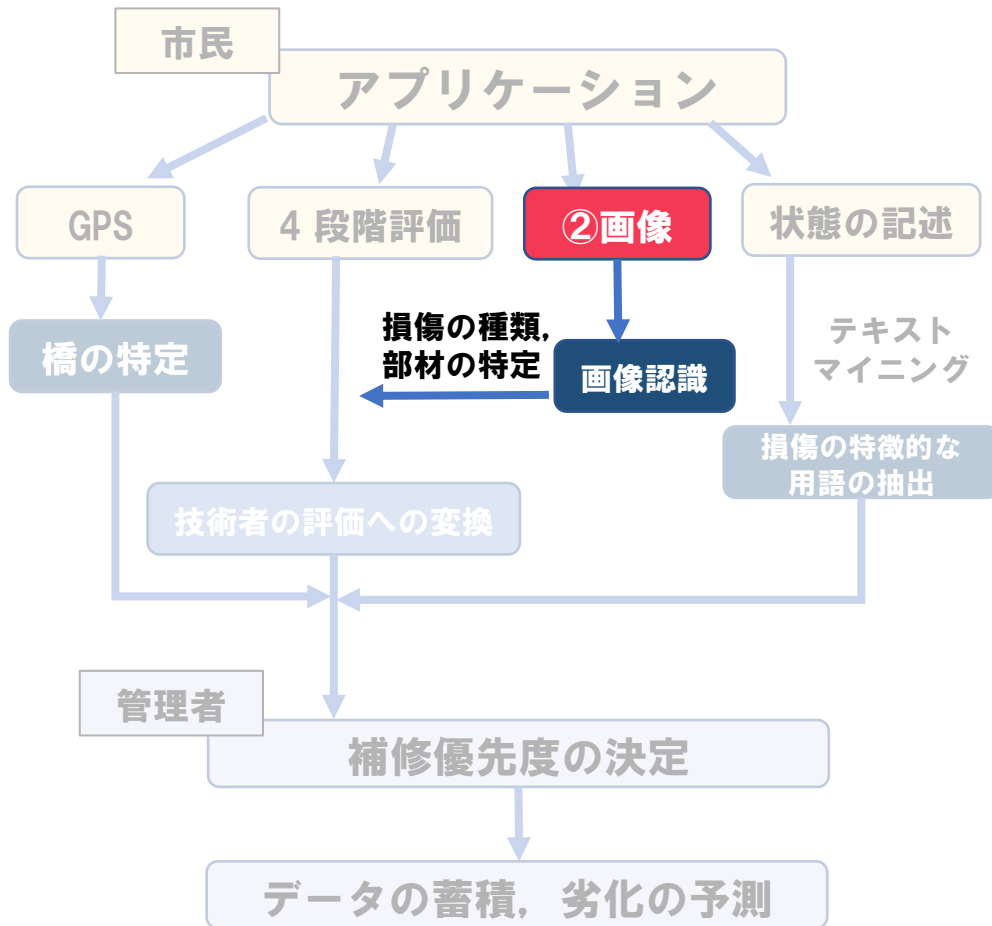 市民
アプリケーション
GPS
4 段階評価
②画像
状態の記述
損傷の種類,
部材の特定
テキスト
マイニング
橋の特定
画像認識
損傷の特徴的な
用語の抽出
技術者の評価への変換
管理者
補修優先度の決定
データの蓄積, 劣化の予測